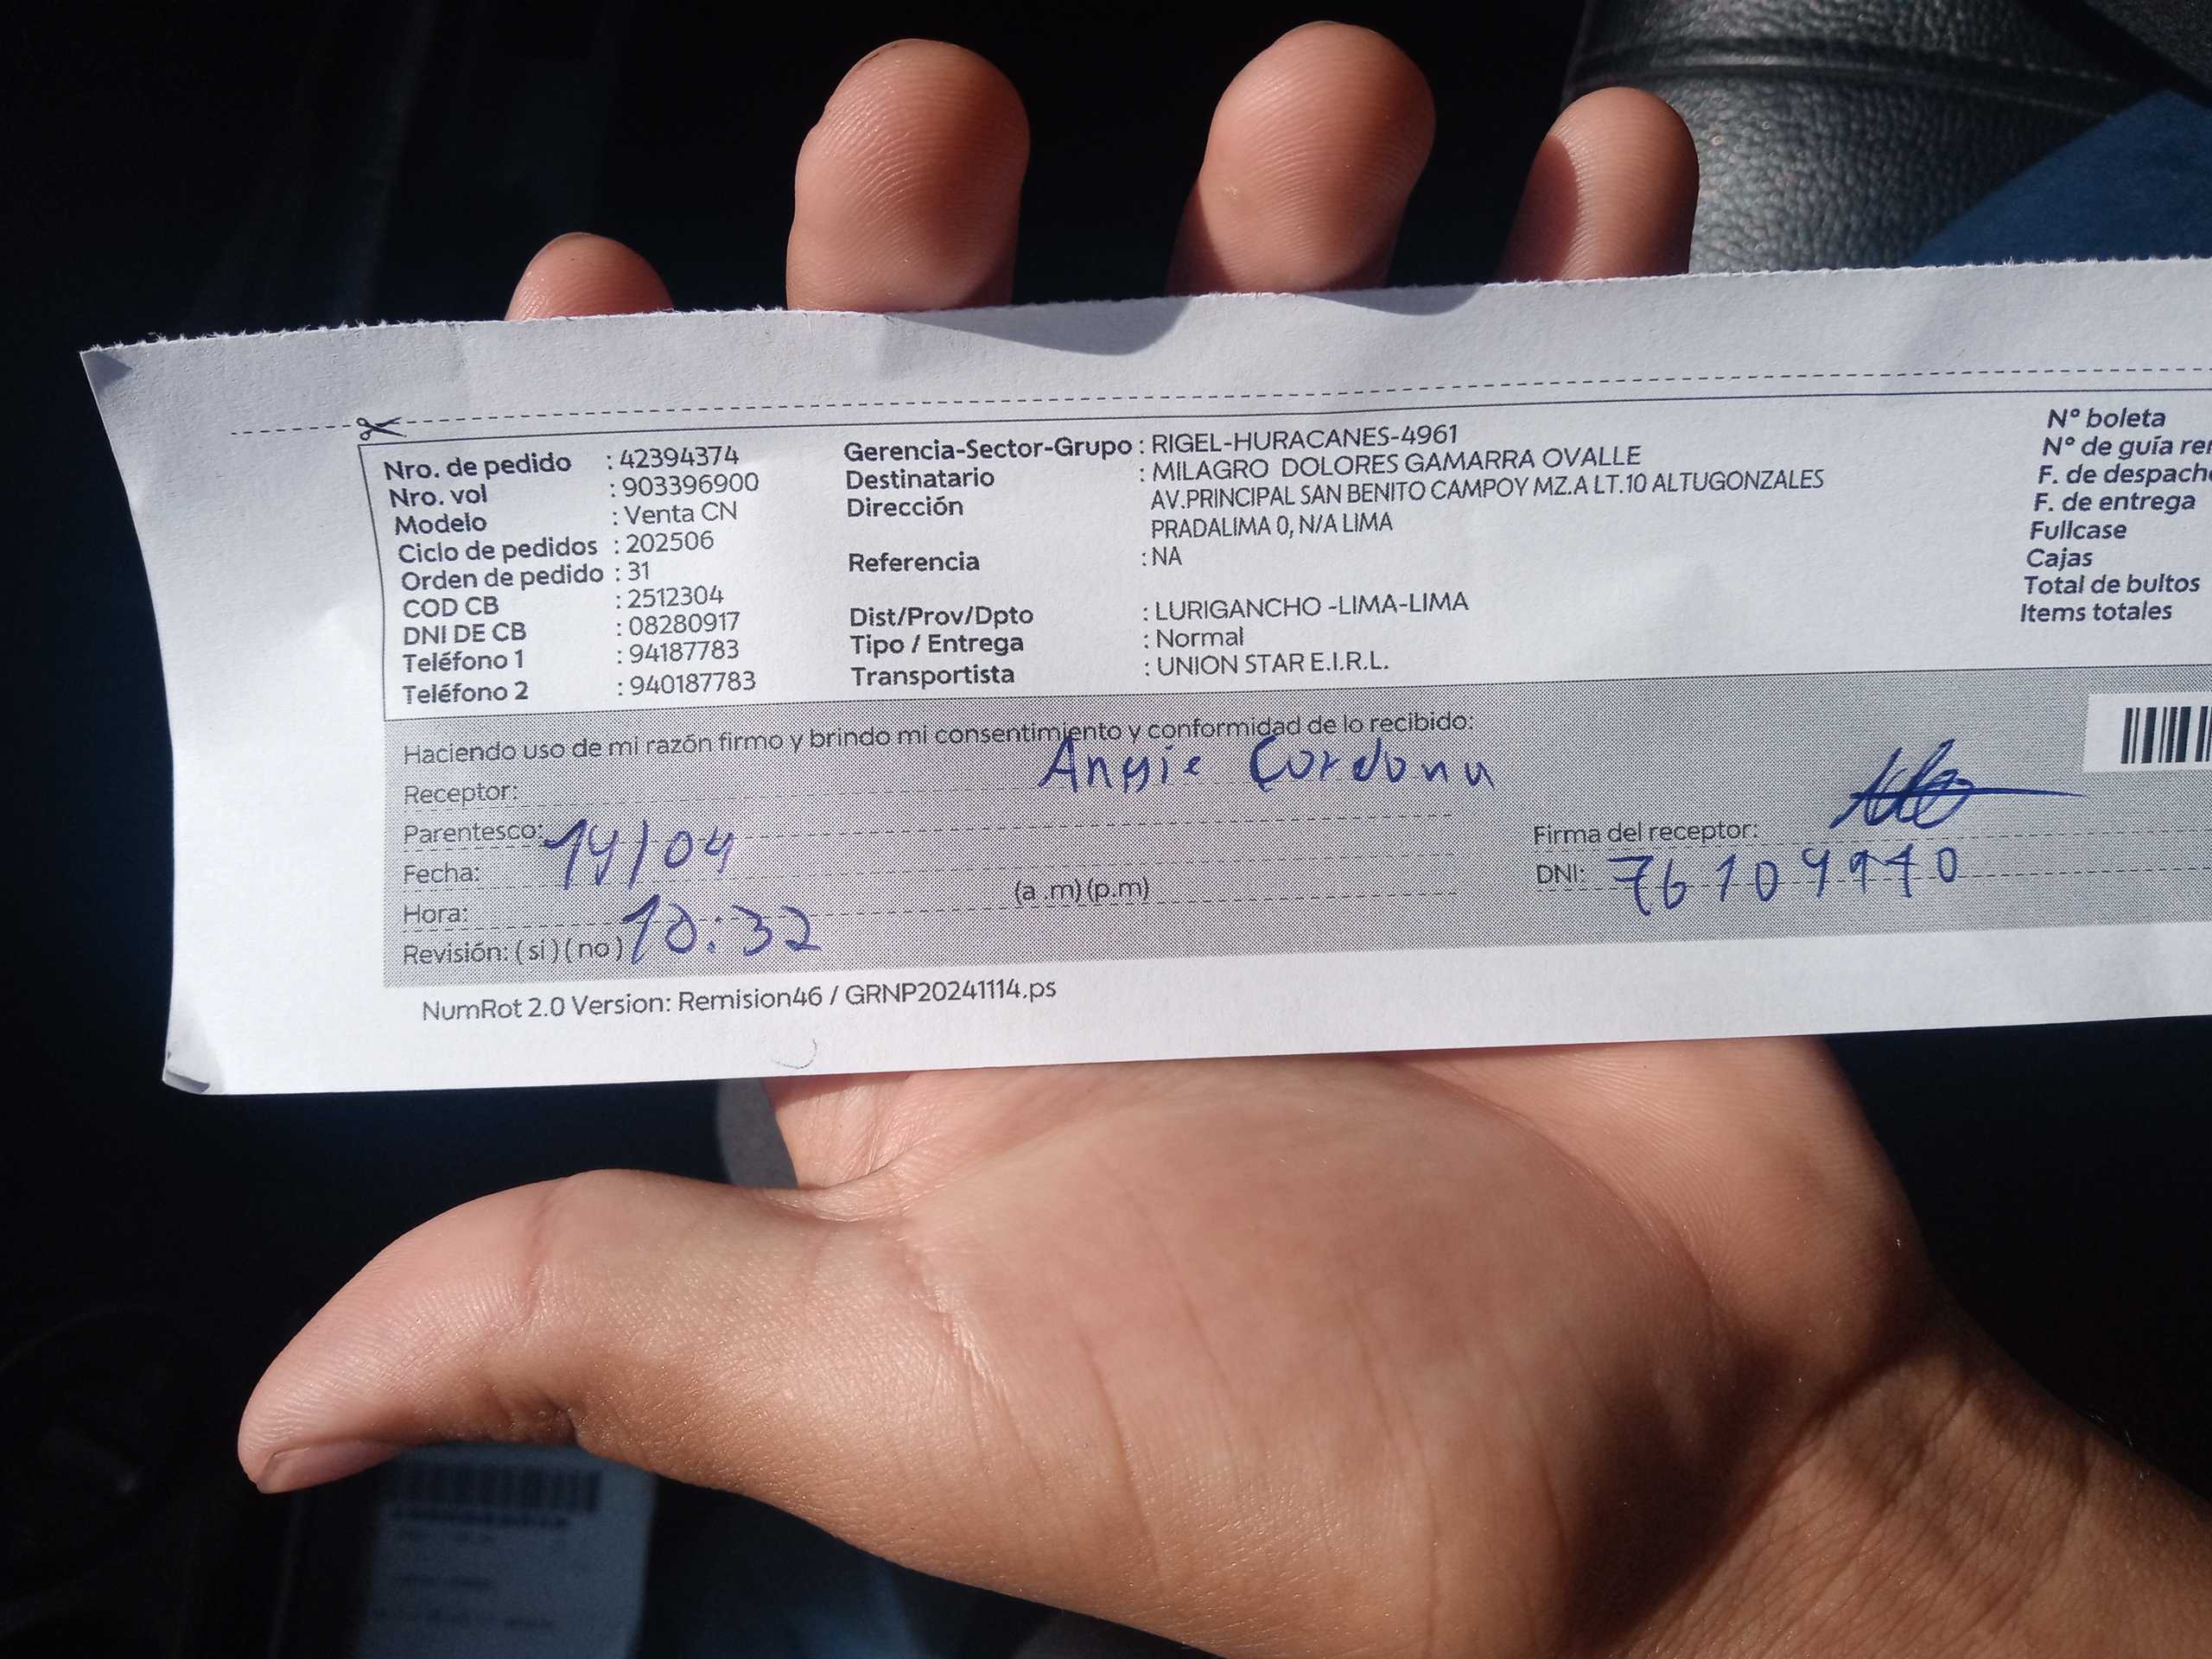 Nro. de pedido : 42394374
Nro. vol : 903396900
Modelo : Venta CN
Ciclo de pedidos : 202506
Orden de pedido : 31
COD CB : 2512304
DNI DE CB : 08280917
Teléfono 1 : 94187783
Teléfono 2 : 940187783
Gerencia-Sector-Grupo : RIGEL-HURACANES-4961
Destinatario : MILAGRO DOLORES GAMARRA OVALLE
Dirección AV.PRINCIPAL SAN BENITO CAMPOY MZ.A LT.10 ALTUGONZALES
PRADALIMA 0, N/A LIMA
Referencia : NA
Dist/Prov/Dpto : LURIGANCHO -LIMA-LIMA
Tipo / Entrega : Normal
Transportista : UNION STAR E.I.R.L.
N° boleta
N° de guía rer
F. de despach
F. de entrega
Fullcase
Cajas
Total de bultos
Items totales
Haciendo uso de mi razón firmo y brindo mi consentimiento y conformidad de lo recibido:
Receptor: Angie Cordona
Parentesco:
Fecha: 14/04
Hora: 10:32 (a .m) (p.m)
Revisión: ( si ) ( no )
Firma del receptor:
DNI:
NumRot 2.0 Version: Remision46 / GRNP20241114.ps